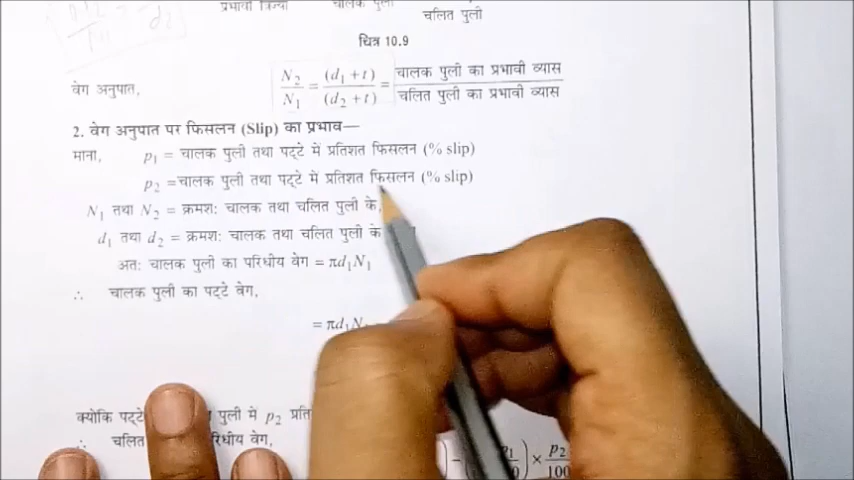 प्रभावी त्रिज्या चालक पुली
चलित पुली
चित्र 10.9
वेग अनुपात, N₂/N₁ = (d₁ + t)/(d₂ + t) = चालक पुली का प्रभावी व्यास/चलित पुली का प्रभावी व्यास
2. वेग अनुपात पर फिसलन (Slip) का प्रभाव—
माना, p₁ = चालक पुली तथा पट्टे में प्रतिशत फिसलन (% slip)
p₂ =चालक पुली तथा पट्टे में प्रतिशत फिसलन (% slip)
N₁ तथा N₂ = क्रमश: चालक तथा चलित पुली के
d₁ तथा d₂ = क्रमश: चालक तथा चलित पुली के
अत: चालक पुली का परिधीय वेग = πd₁N₁
∴ चालक पुली का पट्टे वेग,
= πd₁N
क्योंकि पट्टे पुली में p₂
∴ चलित वेग,
× p₂/100